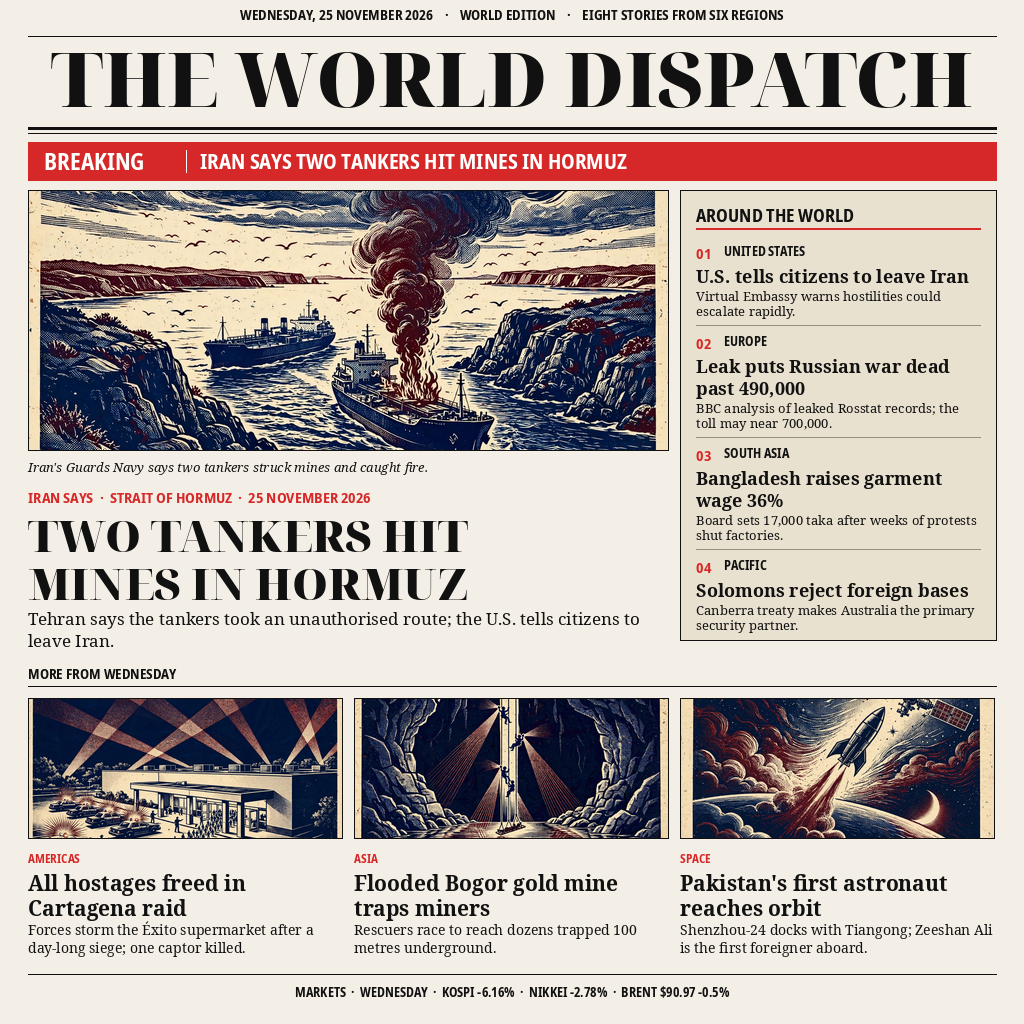 WEDNESDAY, 25 NOVEMBER 2026 · WORLD EDITION · EIGHT STORIES FROM SIX REGIONS
THE WORLD DISPATCH
BREAKING
IRAN SAYS TWO TANKERS HIT MINES IN HORMUZ
Iran's Guards Navy says two tankers struck mines and caught fire.
IRAN SAYS · STRAIT OF HORMUZ · 25 NOVEMBER 2026
TWO TANKERS HIT
MINES IN HORMUZ
Tehran says the tankers took an unauthorised route; the U.S. tells citizens to
leave Iran.
AROUND THE WORLD
01 UNITED STATES
U.S. tells citizens to leave Iran
Virtual Embassy warns hostilities could
escalate rapidly.
02 EUROPE
Leak puts Russian war dead
past 490,000
BBC analysis of leaked Rosstat records; the
toll may near 700,000.
03 SOUTH ASIA
Bangladesh raises garment
wage 36%
Board sets 17,000 taka after weeks of protests
shut factories.
04 PACIFIC
Solomons reject foreign bases
Canberra treaty makes Australia the primary
security partner.
MORE FROM WEDNESDAY
AMERICAS
All hostages freed in
Cartagena raid
Forces storm the Éxito supermarket after a
day-long siege; one captor killed.
ASIA
Flooded Bogor gold mine
traps miners
Rescuers race to reach dozens trapped 100
metres underground.
SPACE
Pakistan's first astronaut
reaches orbit
Shenzhou-24 docks with Tiangong; Zeeshan Ali
is the first foreigner aboard.
MARKETS · WEDNESDAY · KOSPI -6.16% · NIKKEI -2.78% · BRENT $90.97 -0.5%